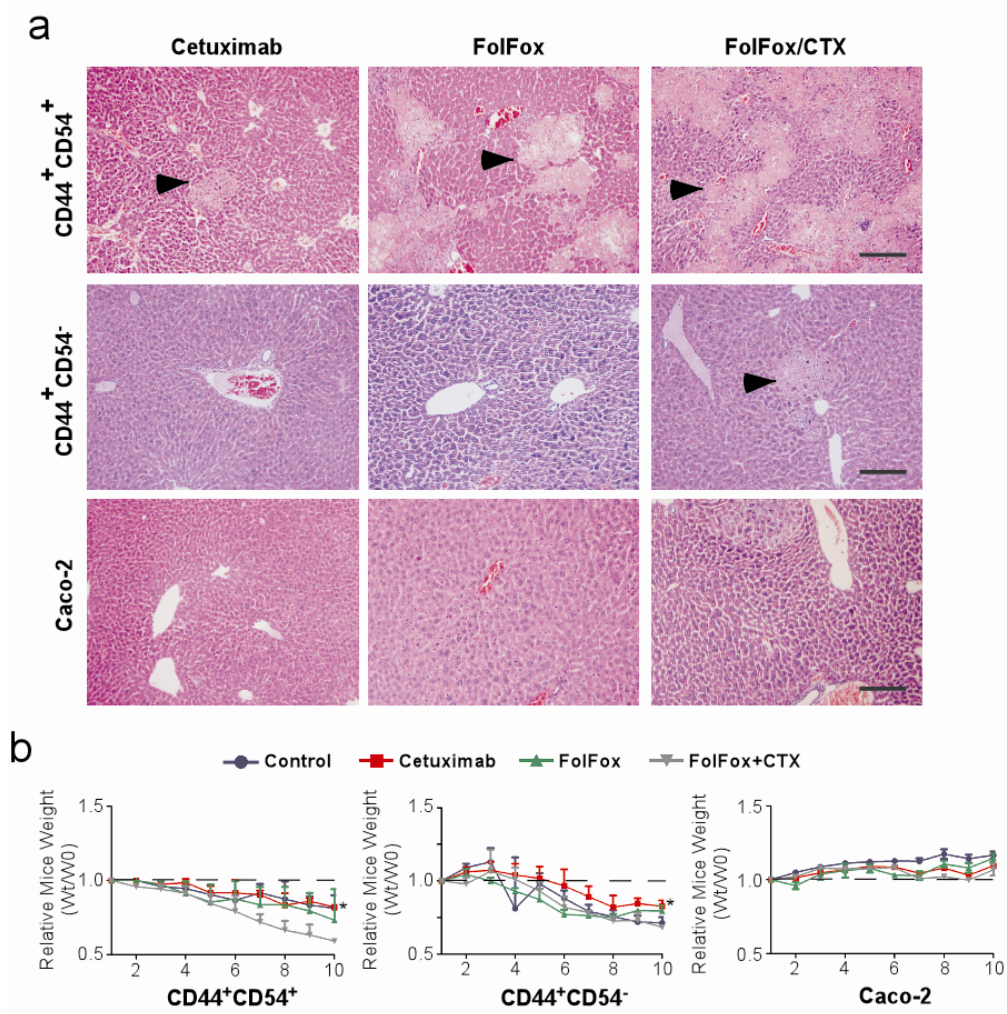 a
Cetuximab FolFox FolFox/CTX
CD44+CD54+
CD44+CD54-
Caco-2
b
Control Cetuximab FolFox FolFox+CTX
Relative Mice Weight
(Wt/W0)
1.5
1.0
0.5
*
2 4 6 8 10
CD44+CD54+
Relative Mice Weight
(Wt/W0)
1.5
1.0
0.5
*
2 4 6 8 10
CD44+CD54-
Relative Mice Weight
(Wt/W0)
1.5
1.0
0.5
2 4 6 8 10
Caco-2